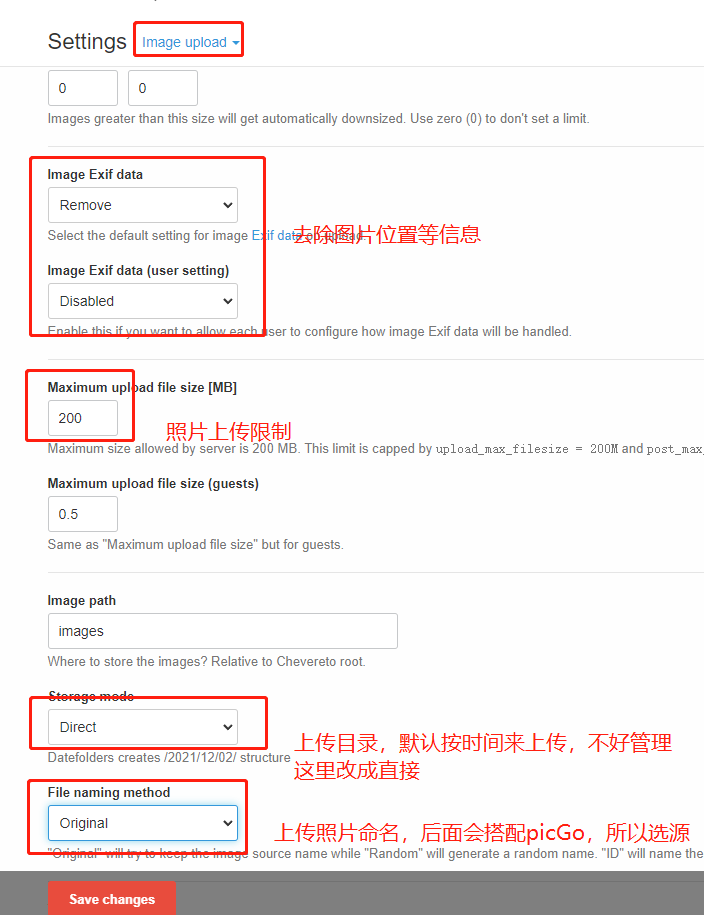 Settings Image upload
0 0
Images greater than this size will get automatically downsized. Use zero (0) to don't set a limit.
Image Exif data
Remove
Select the default setting for image Exif data on upload.
去除图片位置等信息
Image Exif data (user setting)
Disabled
Enable this if you want to allow each user to configure how image Exif data will be handled.
Maximum upload file size [MB]
200
照片上传限制
Maximum size allowed by server is 200 MB. This limit is capped by upload_max_filesize = 200M and post_max_
Maximum upload file size (guests)
0.5
Same as "Maximum upload file size" but for guests.
Image path
images
Where to store the images? Relative to Chevereto root.
Storage mode
Direct
上传目录，默认按时间来上传，不好管理
Datefolders creates /2021/12/02/ structure
这里改成直接
File naming method
Original
上传照片命名，后面会搭配picGo，所以选源
"Original" will try to keep the image source name while "Random" will generate a random name. "ID" will name the
Save changes